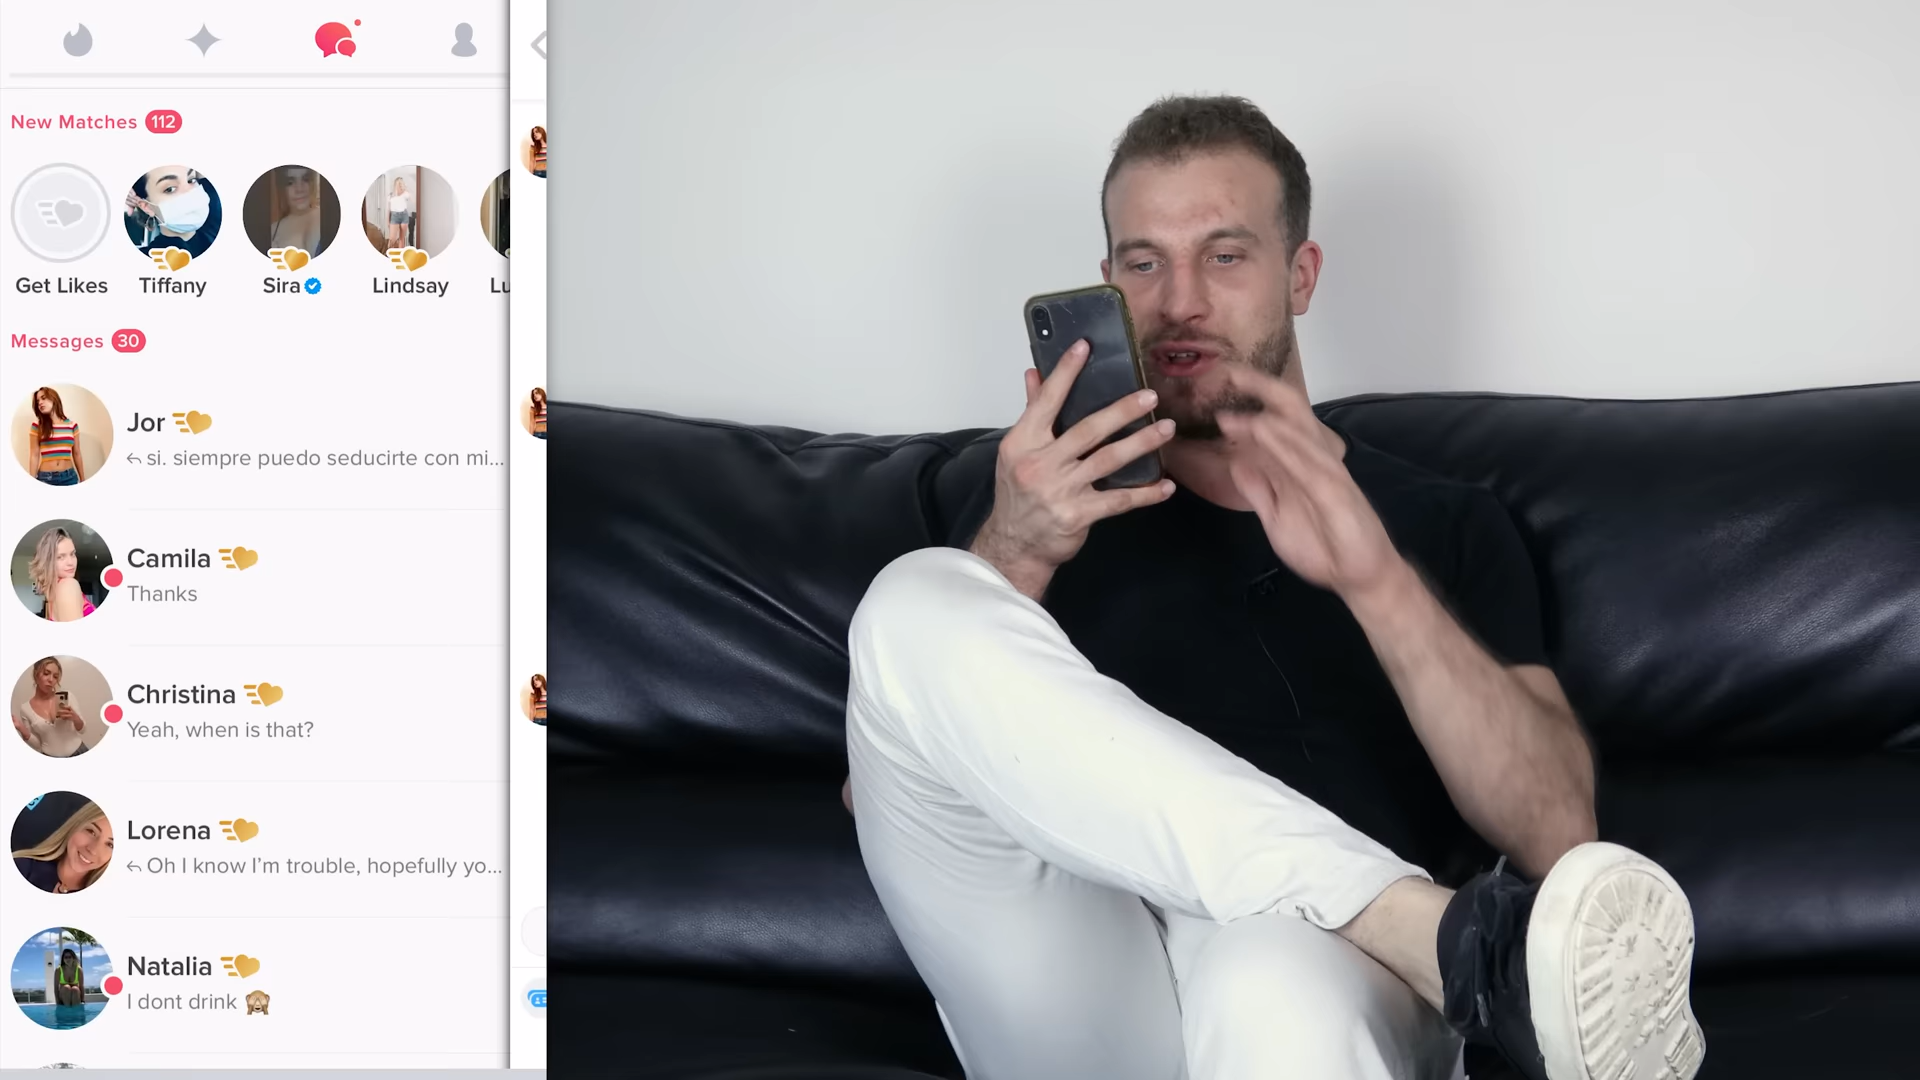 New Matches 112
Get Likes
Tiffany
Sira
Lindsay
Lu
Messages 30
Jor
si. siempre puedo seducirte con mi...
Camila
Thanks
Christina
Yeah, when is that?
Lorena
Oh I know I'm trouble, hopefully yo...
Natalia
I dont drink 🙈